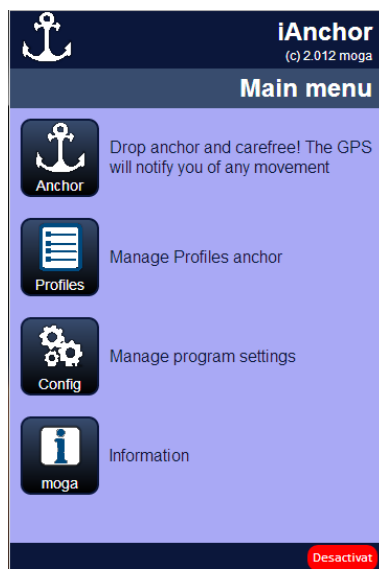 iAnchor
(c) 2.012 moga
Main menu
Anchor
Drop anchor and carefree! The GPS
will notify you of any movement
Profiles
Manage Profiles anchor
Config
Manage program settings
moga
Information
Desactivat